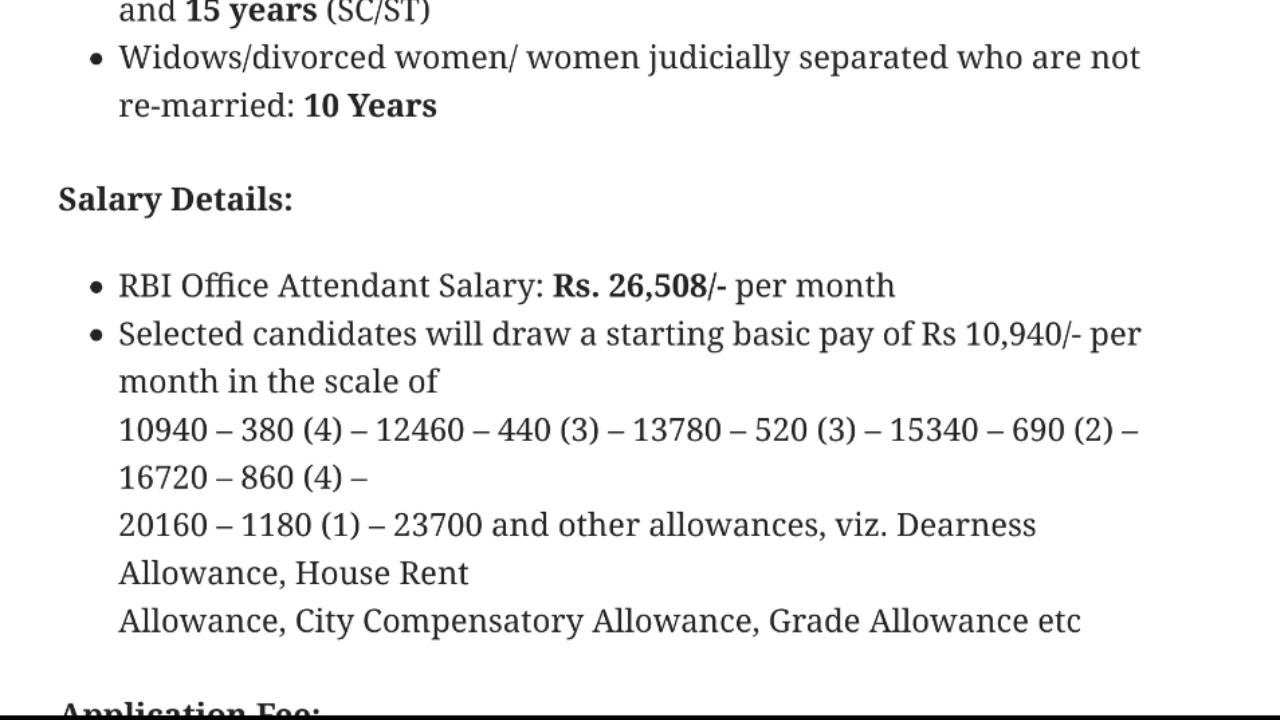 and 15 years (SC/ST)
Widows/divorced women/ women judicially separated who are not
re-married: 10 Years
Salary Details:
RBI Office Attendant Salary: Rs. 26,508/- per month
Selected candidates will draw a starting basic pay of Rs 10,940/- per
month in the scale of
10940 – 380 (4) – 12460 – 440 (3) – 13780 – 520 (3) – 15340 – 690 (2) –
16720 – 860 (4) –
20160 – 1180 (1) – 23700 and other allowances, viz. Dearness
Allowance, House Rent
Allowance, City Compensatory Allowance, Grade Allowance etc
Application Fee: